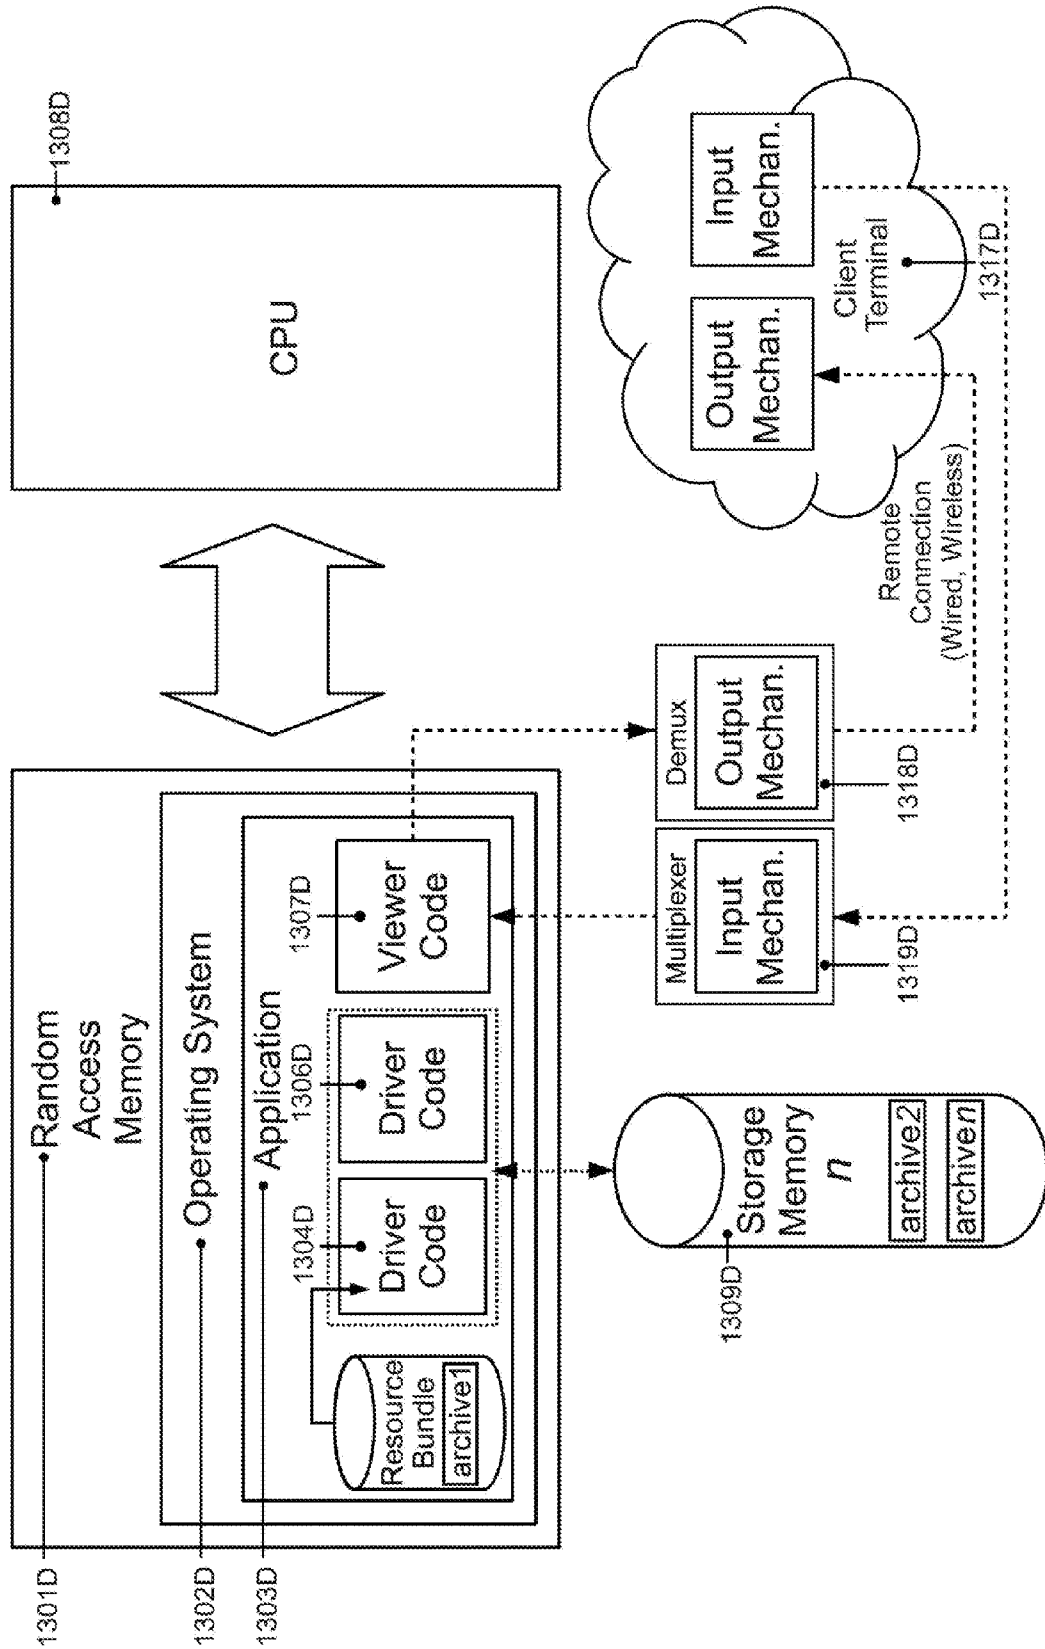 1301D
Random
Access
Memory
1302D
Operating System
1303D
Application
Resource
Bundle
archive1
1304D
Driver
Code
1306D
Driver
Code
1307D
Viewer
Code
CPU
1308D
1309D
Storage
Memory
n
archive2
archiven
Multiplexer
Input
Mechan.
1319D
Demux
Output
Mechan.
1318D
Remote
Connection
(Wired, Wireless)
Output
Mechan.
Input
Mechan.
Client
Terminal
1317D